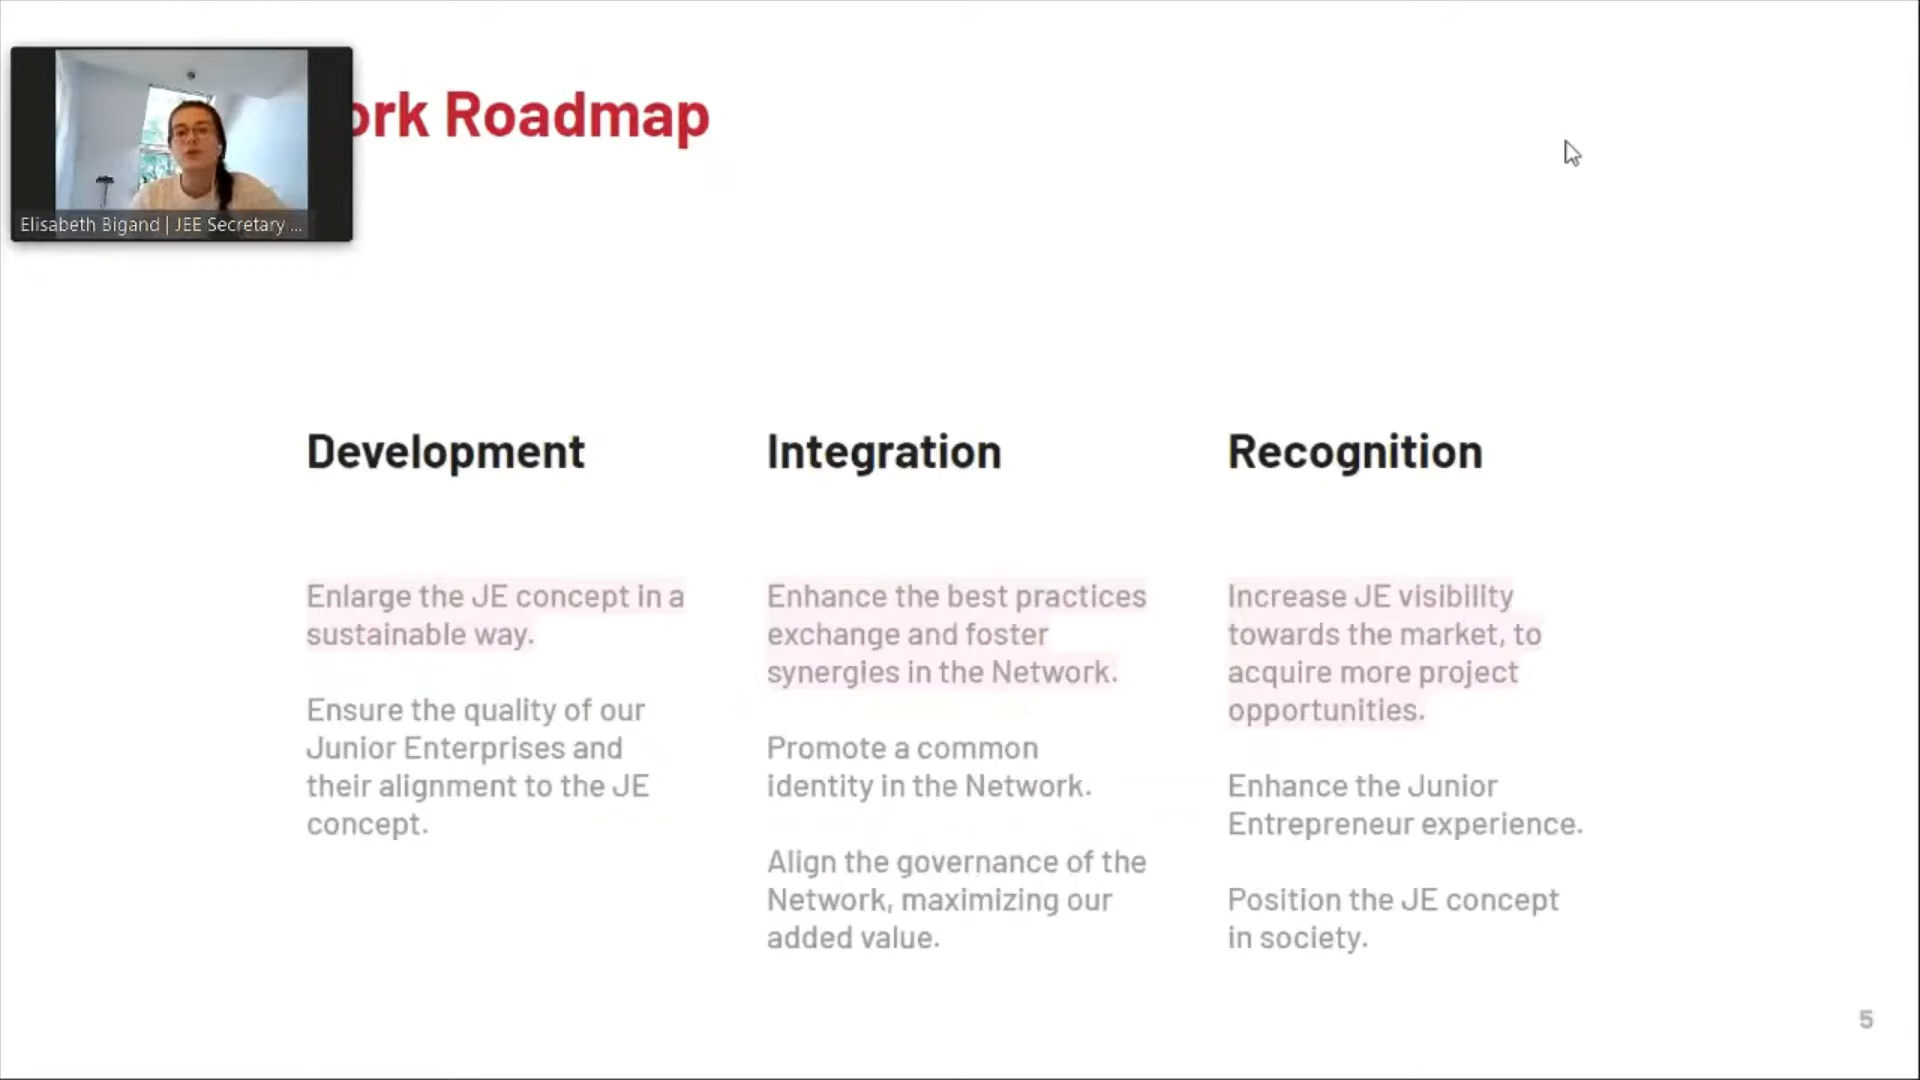 ork Roadmap
Elisabeth Bigand | JEE Secretary ...
Development
Enlarge the JE concept in a
sustainable way.
Ensure the quality of our
Junior Enterprises and
their alignment to the JE
concept.
Integration
Enhance the best practices
exchange and foster
synergies in the Network.
Promote a common
identity in the Network.
Align the governance of the
Network, maximizing our
added value.
Recognition
Increase JE visibility
towards the market, to
acquire more project
opportunities.
Enhance the Junior
Entrepreneur experience.
Position the JE concept
in society.
5